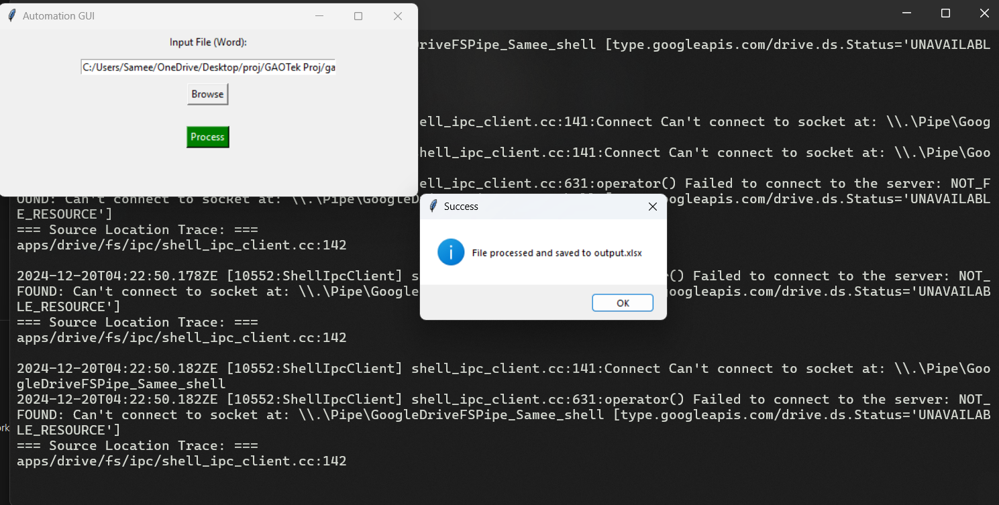 Automation GUI
Input File (Word):
C:/Users/Samee/OneDrive/Desktop/proj/GAOTek Proj/ga
Browse
Process
riveFSPipe_Samee_shell [type.googleapis.com/drive.ds.Status='UNAVAILABL
ell_ipc_client.cc:141:Connect Can't connect to socket at: \\.\Pipe\Goog
hell_ipc_client.cc:141:Connect Can't connect to socket at: \\.\Pipe\Goo
ell_ipc_client.cc:631:operator() Failed to connect to the server: NOT_F
OUND: Can't connect to socket at: \\.\Pipe\GoogleD ogleapis.com/drive.ds.Status='UNAVAILABL
E_RESOURCE']
=== Source Location Trace: ===
apps/drive/fs/ipc/shell_ipc_client.cc:142
Success
File processed and saved to output.xlsx
OK
2024-12-20T04:22:50.178ZE [10552:ShellIpcClient] s r() Failed to connect to the server: NOT_
FOUND: Can't connect to socket at: \\.\Pipe\Google oogleapis.com/drive.ds.Status='UNAVAILAB
LE_RESOURCE']
=== Source Location Trace: ===
apps/drive/fs/ipc/shell_ipc_client.cc:142
2024-12-20T04:22:50.182ZE [10552:ShellIpcClient] shell_ipc_client.cc:141:Connect Can't connect to socket at: \\.\Pipe\Goo
gleDriveFSPipe_Samee_shell
2024-12-20T04:22:50.182ZE [10552:ShellIpcClient] shell_ipc_client.cc:631:operator() Failed to connect to the server: NOT_
FOUND: Can't connect to socket at: \\.\Pipe\GoogleDriveFSPipe_Samee_shell [type.googleapis.com/drive.ds.Status='UNAVAILAB
LE_RESOURCE']
ork
=== Source Location Trace: ===
apps/drive/fs/ipc/shell_ipc_client.cc:142